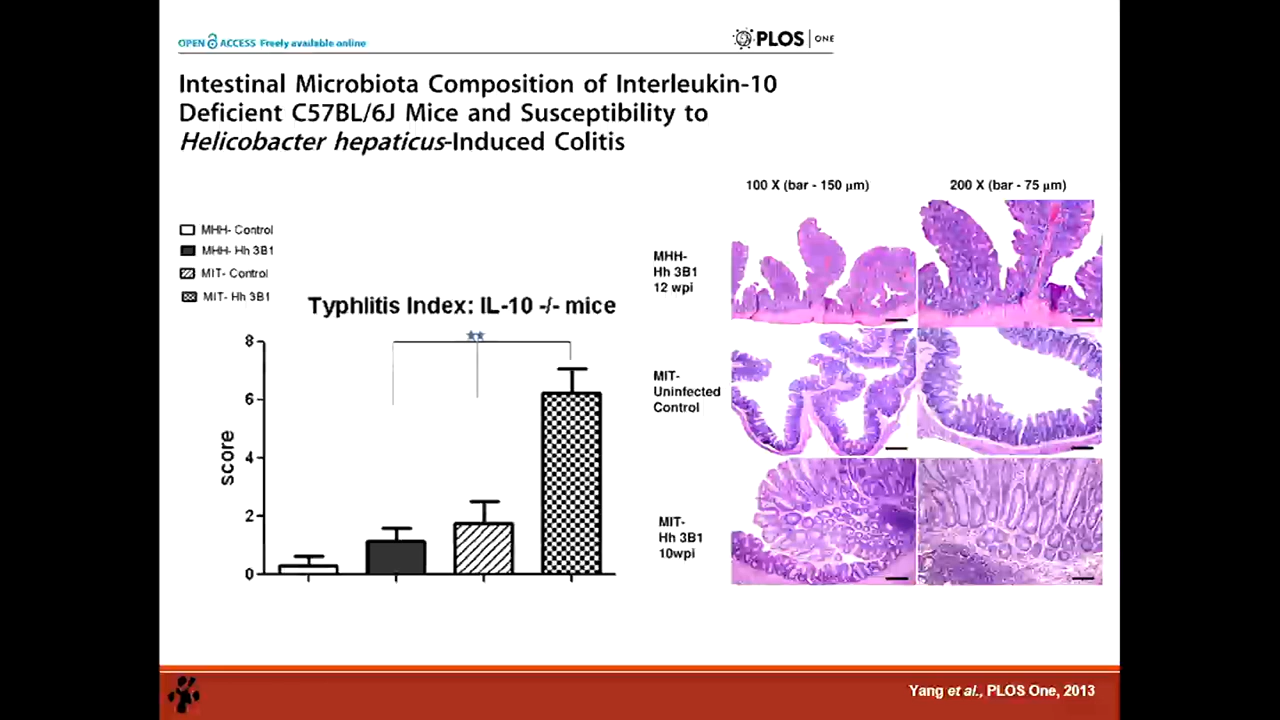 OPEN ACCESS Freely available online
PLOS ONE
Intestinal Microbiota Composition of Interleukin-10
Deficient C57BL/6J Mice and Susceptibility to
Helicobacter hepaticus-Induced Colitis
MHH- Control
MHH- Hh 3B1
MIT- Control
MIT- Hh 3B1
Typhlitis Index: IL-10 -/- mice
**
score
8
6
4
2
0
100 X (bar - 150 μm)
200 X (bar - 75 μm)
MHH-
Hh 3B1
12 wpi
MIT-
Uninfected
Control
MIT-
Hh 3B1
10wpi
Yang et al., PLOS One, 2013